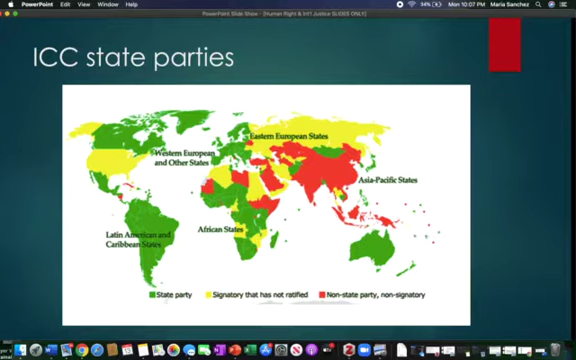 PowerPoint File Edit View Window Help
34% Mon 10:07 PM Maria Sanchez
PowerPoint Slide Show - [Human Right & Int'l Justice SLIDES ONLY]
ICC state parties
Eastern European States
Western European
and Other States
Asia-Pacific States
African States
Latin American and
Caribbean States
State party
Signatory that has not ratified
Non-state party, non-signatory